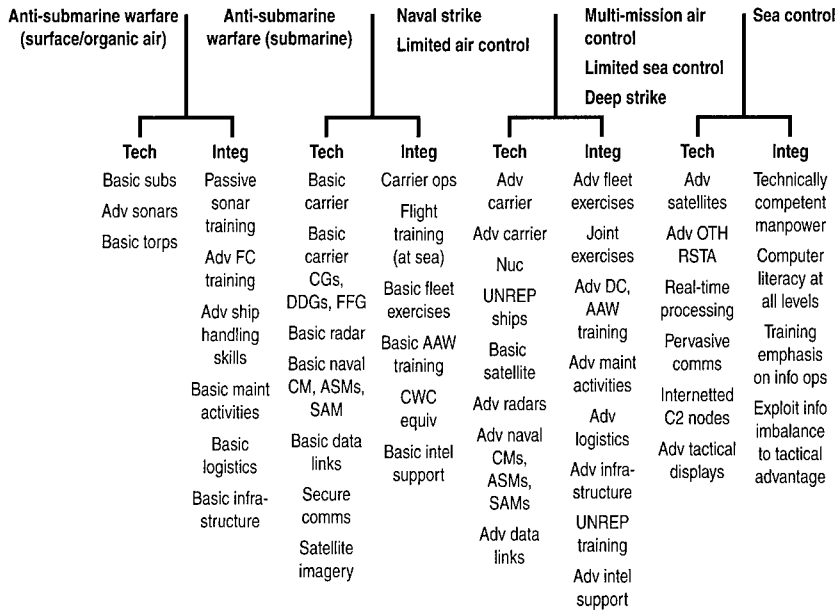 Anti-submarine warfare
(surface/organic air)
Anti-submarine
warfare (submarine)
Naval strike
Limited air control
Multi-mission air
control
Limited sea control
Deep strike
Sea control
Tech
Basic subs
Adv sonars
Basic torps
Integ
Passive
sonar
training
Adv FC
training
Adv ship
handling
skills
Basic maint
activities
Basic
logistics
Basic infra-
structure
Tech
Basic
carrier
Basic
carrier
CGs,
DDGs, FFG
Basic radar
Basic naval
CM, ASMs,
SAM
Basic data
links
Secure
comms
Satellite
imagery
Integ
Carrier ops
Flight
training
(at sea)
Basic fleet
exercises
Basic AAW
training
CWC
equiv
Basic intel
support
Tech
Adv
carrier
Adv carrier
Nuc
UNREP
ships
Basic
satellite
Adv radars
Adv naval
CMs,
ASMs,
SAMs
Adv data
links
Integ
Adv fleet
exercises
Joint
exercises
Adv DC,
AAW
training
Adv maint
activities
Adv
logistics
Adv infra-
structure
UNREP
training
Adv intel
support
Tech
Adv
satellites
Adv OTH
RSTA
Real-time
processing
Pervasive
comms
Internetted
C2 nodes
Adv tactical
displays
Integ
Technically
competent
manpower
Computer
literacy at
all levels
Training
emphasis
on info ops
Exploit info
imbalance
to tactical
advantage